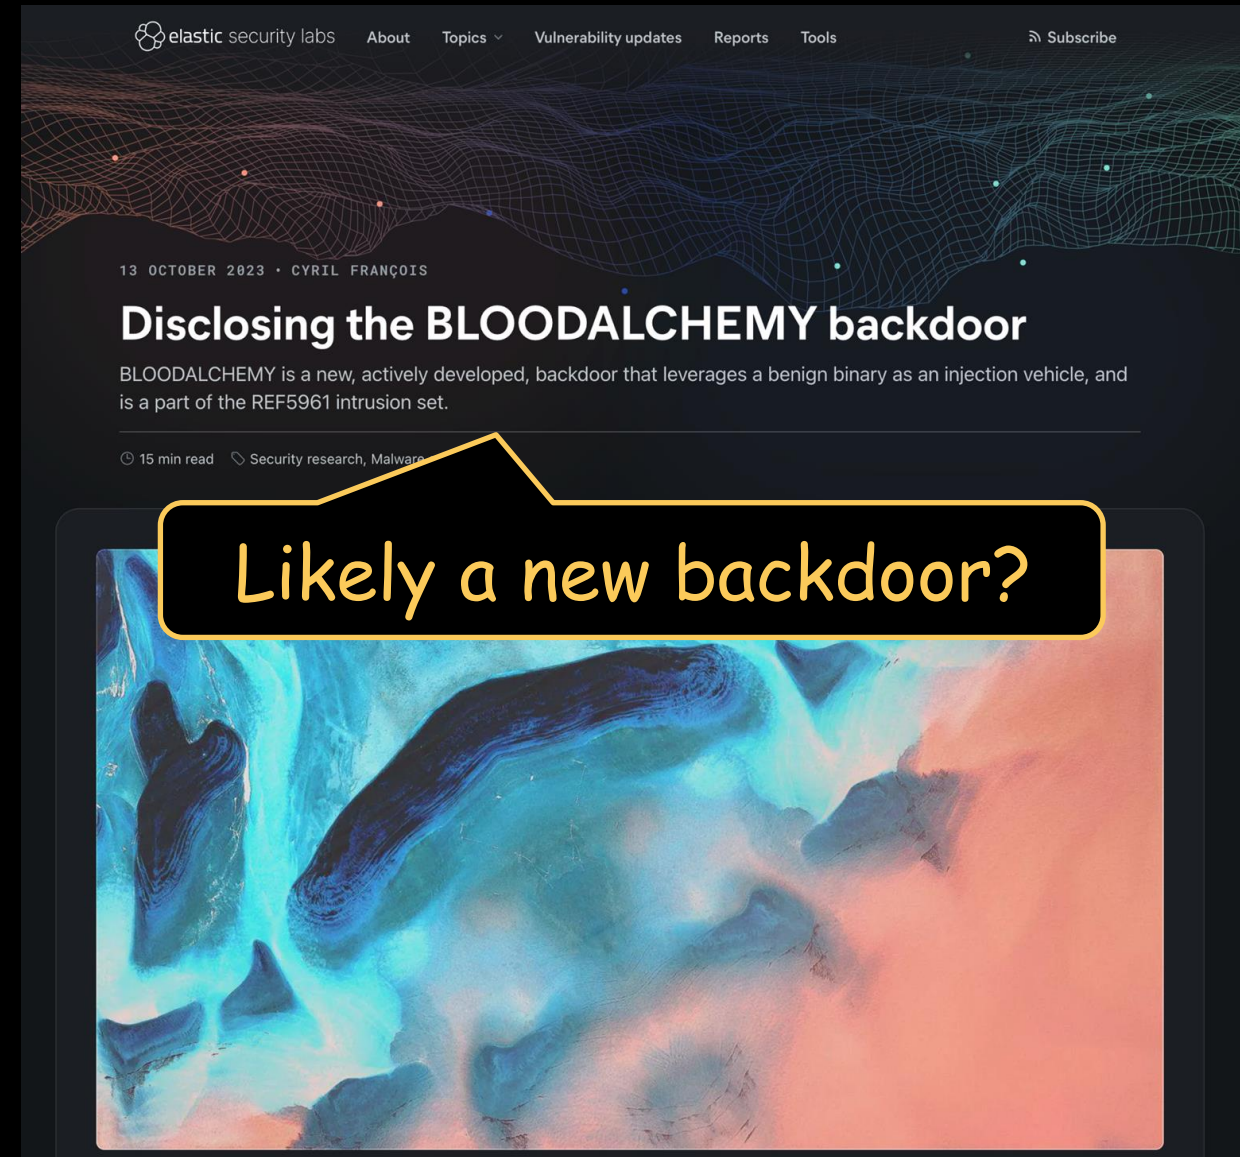 elastic security labs About Topics Vulnerability updates Reports Tools Subscribe
13 OCTOBER 2023 • CYRIL FRANÇOIS
Disclosing the BLOODALCHEMY backdoor
BLOODALCHEMY is a new, actively developed, backdoor that leverages a benign binary as an injection vehicle, and
is a part of the REF5961 intrusion set.
15 min read Security research, Malware
Likely a new backdoor?